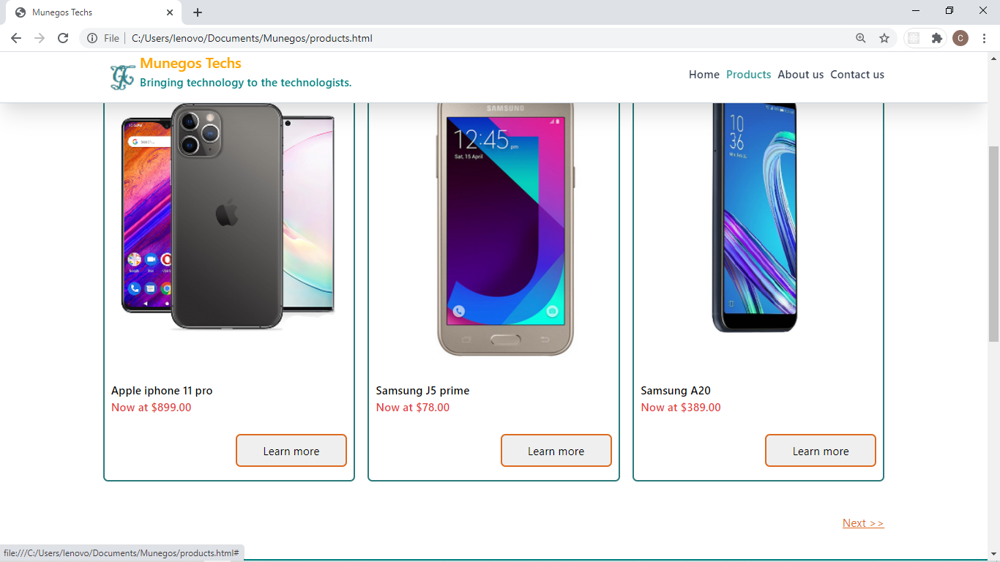 Munegos Techs
File
C:/Users/lenovo/Documents/Munegos/products.html
C
Munegos Techs
Bringing technology to the technologists.
Home Products About us Contact us
SAMSUNG
12:45 pm
Sat, 15 April
10
36
Apple iphone 11 pro
Now at $899.00
Learn more
Samsung J5 prime
Now at $78.00
Learn more
Samsung A20
Now at $389.00
Learn more
Next >>
file:///C:/Users/lenovo/Documents/Munegos/products.html#